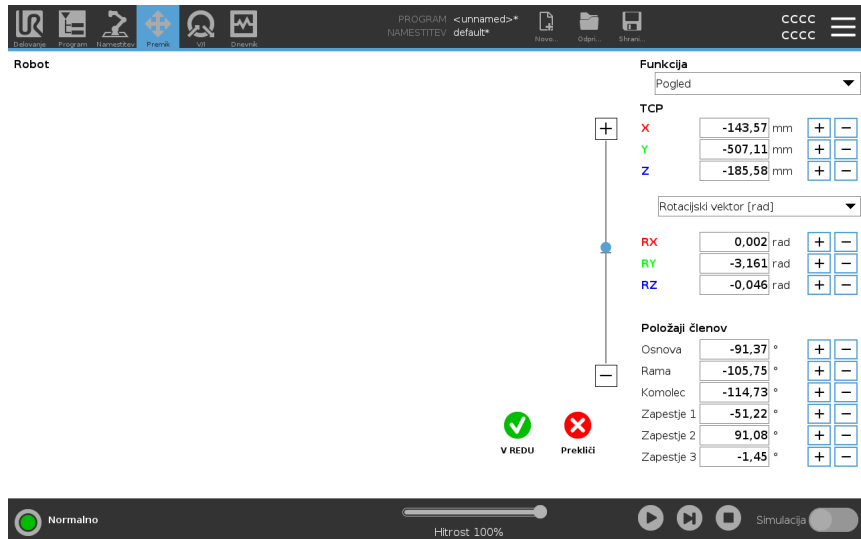 PROGRAM <unnamed>*
NAMESTITEV default*
CCCC
CCCC
Delovanje Program Namestitev Premik V/I Dnevnik Novo... Odpri... Shrani...
Robot
Funkcija
Pogled
TCP
X -143,57 mm + −
Y -507,11 mm + −
Z -185,58 mm + −
Rotacijski vektor [rad]
RX 0,002 rad + −
RY -3,161 rad + −
RZ -0,046 rad + −
Položaji členov
Osnova -91,37 ° + −
Rama -105,75 ° + −
Komolec -114,73 ° + −
Zapestje 1 -51,22 ° + −
Zapestje 2 91,08 ° + −
Zapestje 3 -1,45 ° + −
V REDU Prekliči
Normalno
Hitrost 100%
Simulacija